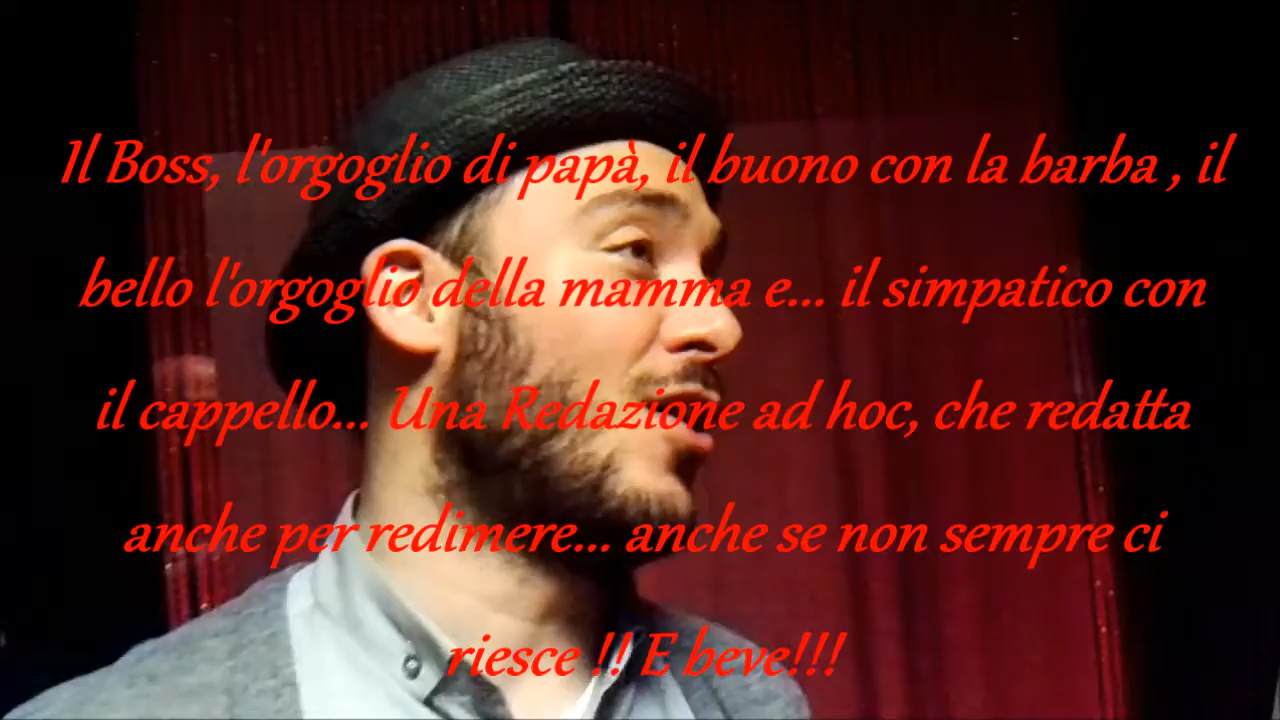 Il Boss, l'orgoglio di papà, il buono con la barba , il
bello l'orgoglio della mamma e... il simpatico con
il cappello... Una Redazione ad hoc, che redatta
anche per redimere... anche se non sempre ci
riesce !! E beve!!!